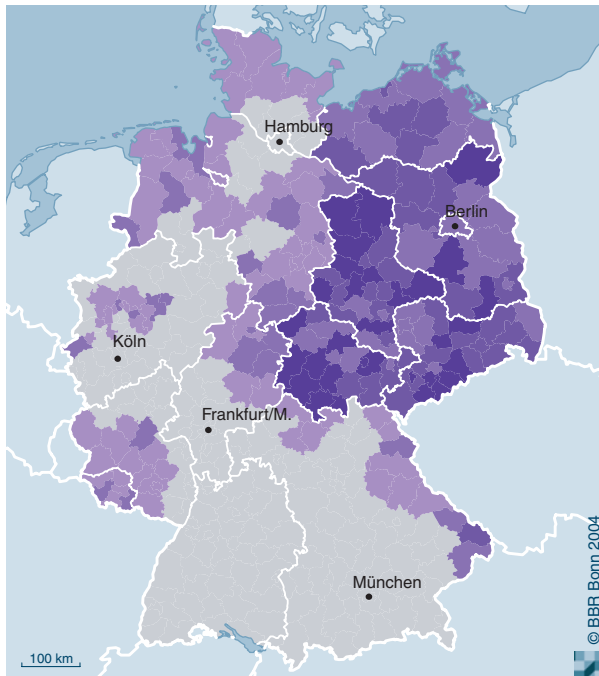 Hamburg
Berlin
Köln
Frankfurt/M.
München
100 km
© BBR Bonn 2004